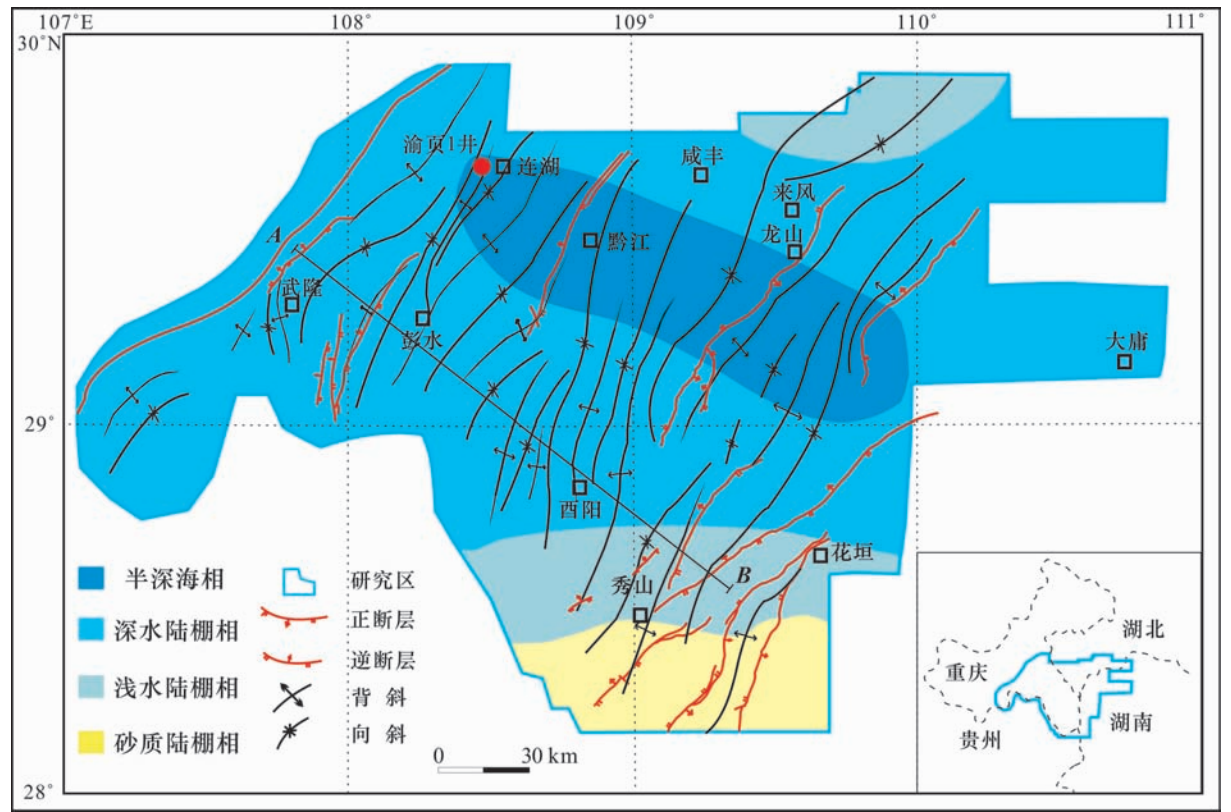 107˚E
108˚
109˚
110˚
111˚
30˚N
渝页1井
连湖
咸丰
来风
A
黔江
龙山
武隆
彭水
大庸
29˚
酉阳
花垣
B
秀山
半深海相
研究区
深水陆棚相
正断层
逆断层
浅水陆棚相
背 斜
砂质陆棚相
向 斜
0 30 km
湖北
重庆
湖南
贵州
28˚